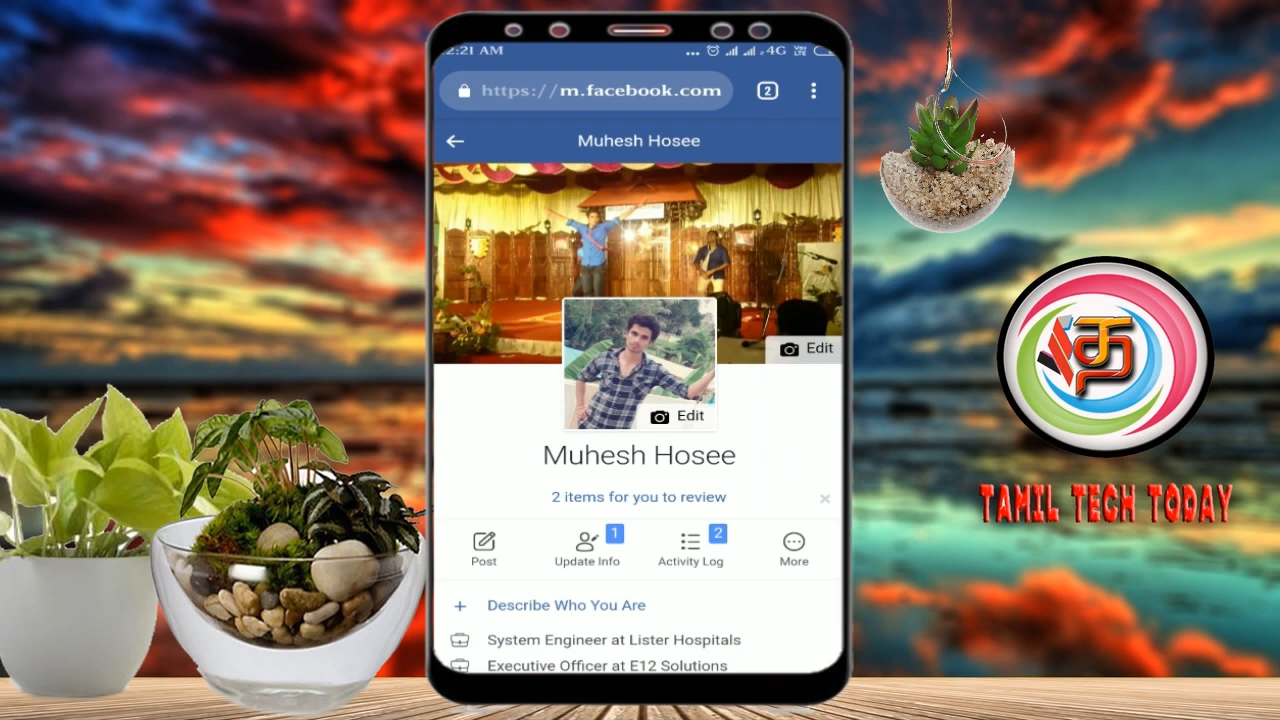 2:21 AM
4G
VoLTE
https://m.facebook.com
2
Muhesh Hosee
Edit
Edit
Muhesh Hosee
2 items for you to review
1
2
Post
Update Info
Activity Log
More
Describe Who You Are
System Engineer at Lister Hospitals
Executive Officer at E12 Solutions
TAMIL TECH TODAY